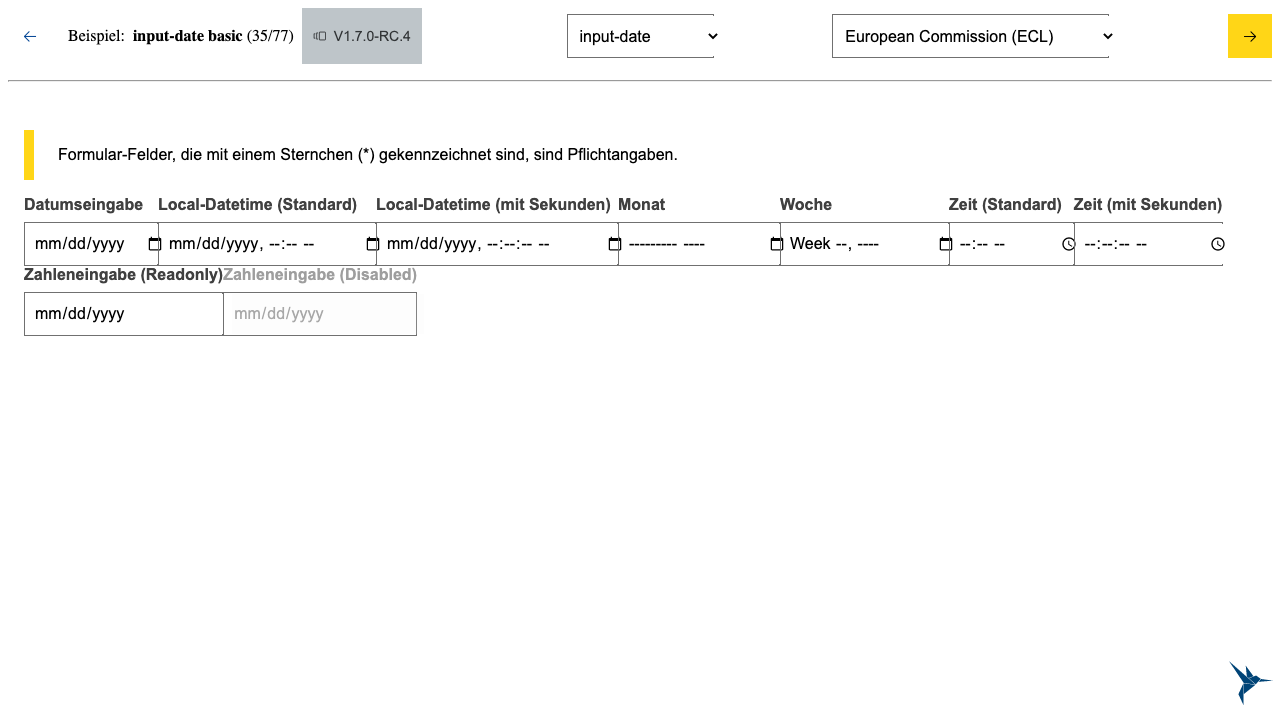 Beispiel: input-date basic (35/77) V1.7.0-RC.4 input-date European Commission (ECL)
Formular-Felder, die mit einem Sternchen (*) gekennzeichnet sind, sind Pflichtangaben.
Datumseingabe Local-Datetime (Standard) Local-Datetime (mit Sekunden) Monat Woche Zeit (Standard) Zeit (mit Sekunden)
mm/dd/yyyy mm/dd/yyyy, --:-- -- mm/dd/yyyy, --:--:-- -- --------- ---- Week --, ---- --:-- -- --:--:-- --
Zahleneingabe (Readonly) Zahleneingabe (Disabled)
mm/dd/yyyy mm/dd/yyyy